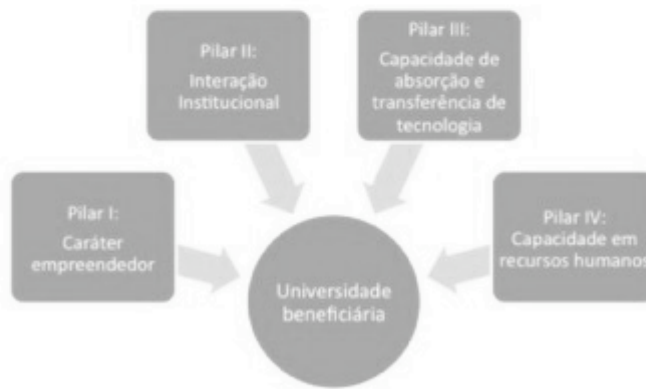 Pilar I:
Caráter
empreendedor
Pilar II:
Interação
Institucional
Pilar III:
Capacidade de
absorção e
transferência de
tecnologia
Pilar IV:
Capacidade em
recursos humanos
Universidade
beneficiária